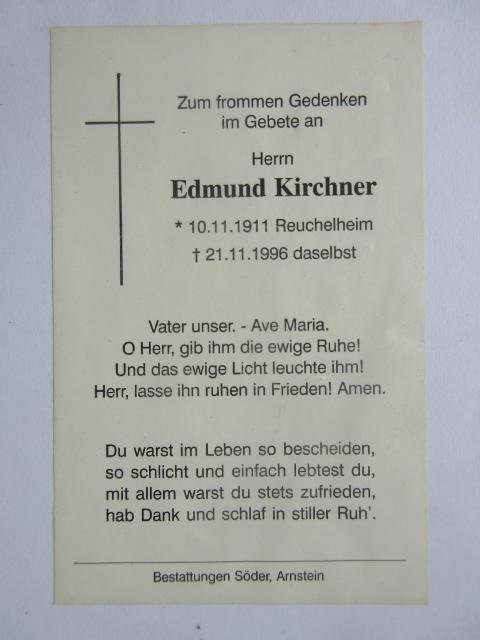 Zum frommen Gedenken
im Gebete an
Herrn
Edmund Kirchner
* 10.11.1911 Reuchelheim
† 21.11.1996 daselbst
Vater unser. - Ave Maria.
O Herr, gib ihm die ewige Ruhe!
Und das ewige Licht leuchte ihm!
Herr, lasse ihn ruhen in Frieden! Amen.
Du warst im Leben so bescheiden,
so schlicht und einfach lebtest du,
mit allem warst du stets zufrieden,
hab Dank und schlaf in stiller Ruh'.
Bestattungen Söder, Arnstein